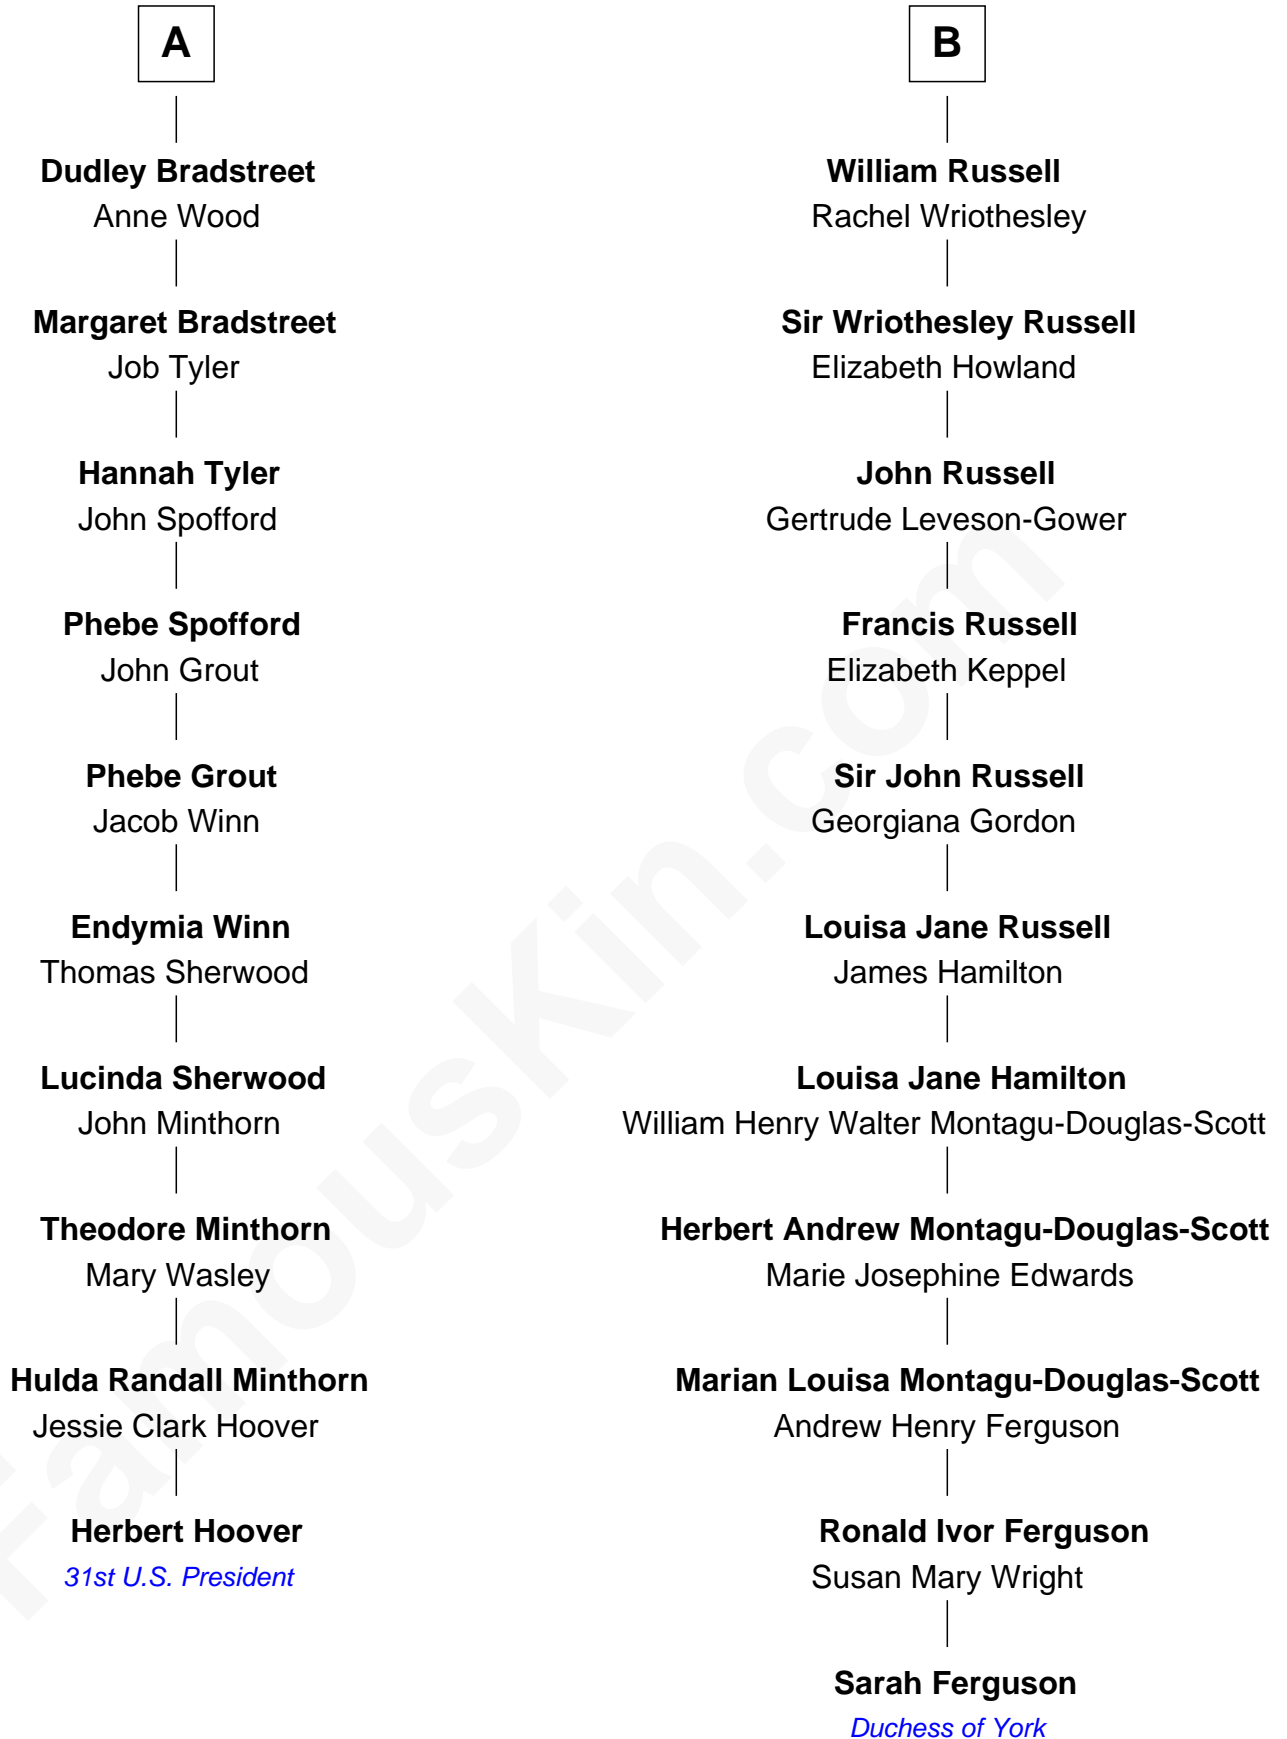 A
Dudley Bradstreet
Anne Wood
Margaret Bradstreet
Job Tyler
Hannah Tyler
John Spofford
Phebe Spofford
John Grout
Phebe Grout
Jacob Winn
Endymia Winn
Thomas Sherwood
Lucinda Sherwood
John Minthorn
Theodore Minthorn
Mary Wasley
Hulda Randall Minthorn
Jessie Clark Hoover
Herbert Hoover
31st U.S. President
B
William Russell
Rachel Wriothesley
Sir Wriothesley Russell
Elizabeth Howland
John Russell
Gertrude Leveson-Gower
Francis Russell
Elizabeth Keppel
Sir John Russell
Georgiana Gordon
Louisa Jane Russell
James Hamilton
Louisa Jane Hamilton
William Henry Walter Montagu-Douglas-Scott
Herbert Andrew Montagu-Douglas-Scott
Marie Josephine Edwards
Marian Louisa Montagu-Douglas-Scott
Andrew Henry Ferguson
Ronald Ivor Ferguson
Susan Mary Wright
Sarah Ferguson
Duchess of York
FamousKin.com